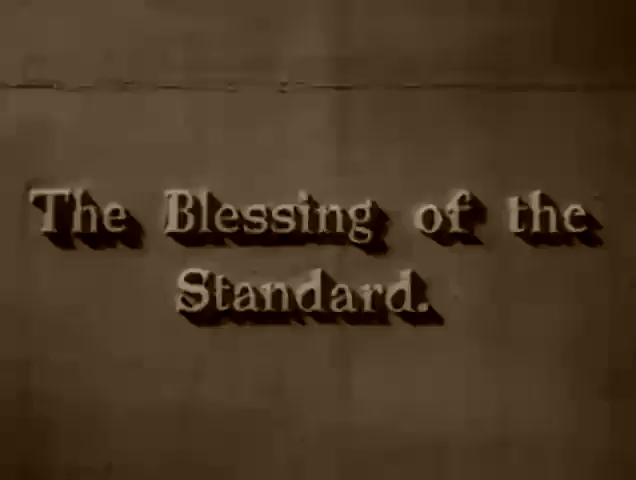 The Blessing of the
Standard.